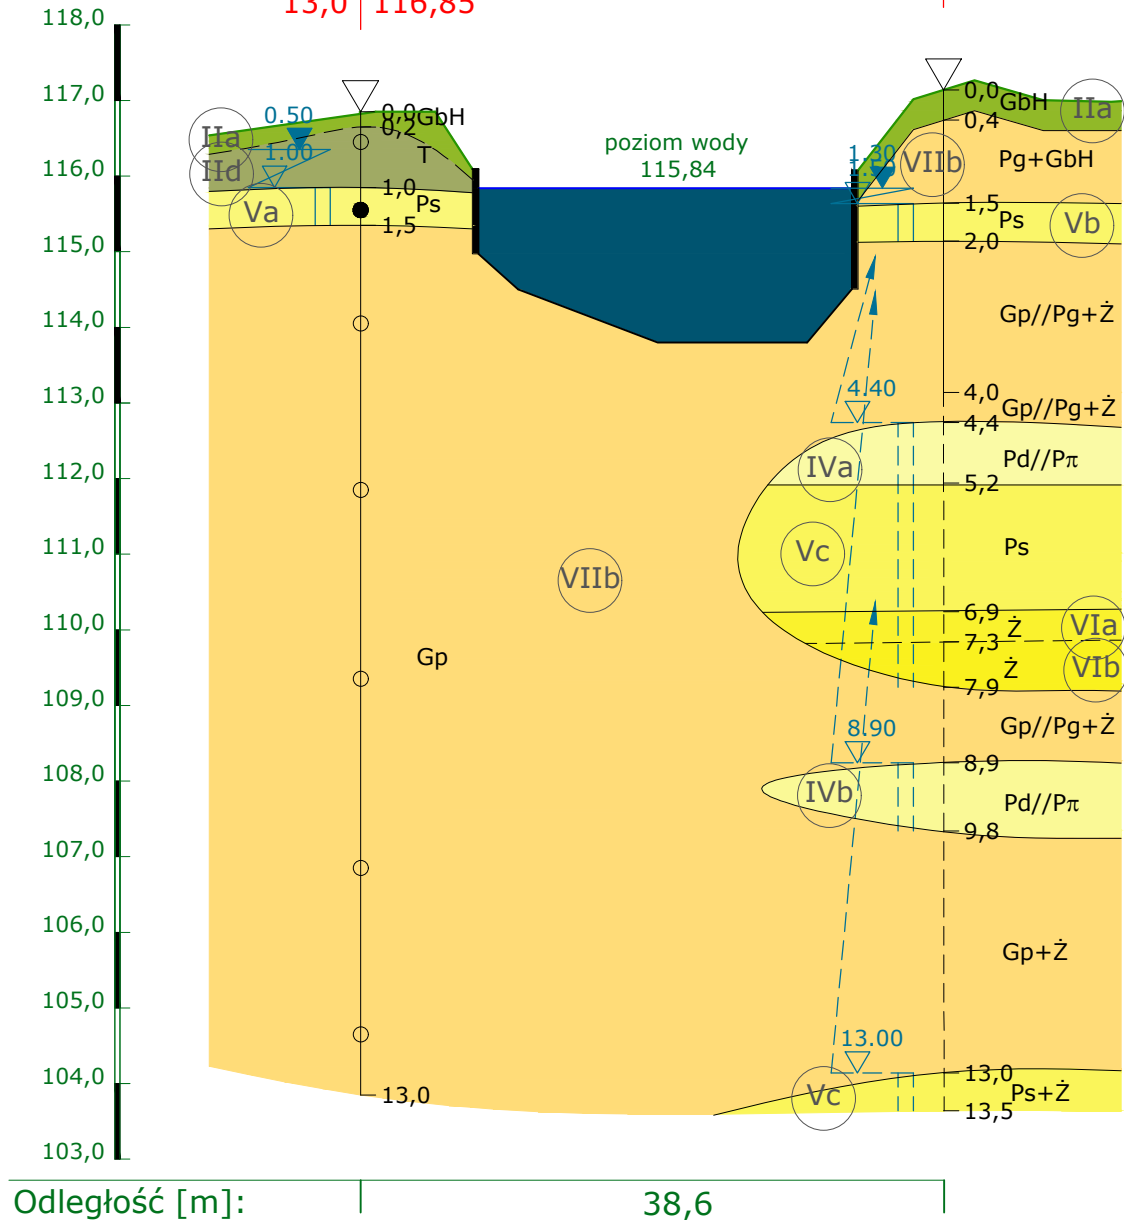 13,0 116,85
118,0
117,0
116,0
115,0
114,0
113,0
112,0
111,0
110,0
109,0
108,0
107,0
106,0
105,0
104,0
103,0
IIa
IId
Va
0.50
1.00
0,0
GbH
0,2
T
1,0
Ps
1,5
Gp
13,0
poziom wody
115,84
VIIb
1.30
VIIb
0,0
GbH
IIa
0,4
Pg+GbH
1,5
Ps
Vb
2,0
Gp//Pg+Ż
4,0
Gp//Pg+Ż
4.40
4,4
IVa
Pd//Pπ
5,2
Vc
Ps
6,9
Ż
VIa
7,3
Ż
VIb
7,9
Gp//Pg+Ż
8.90
8,9
IVb
Pd//Pπ
9,8
Gp+Ż
13.00
13,0
Vc
Ps+Ż
13,5
Odległość [m]:
38,6